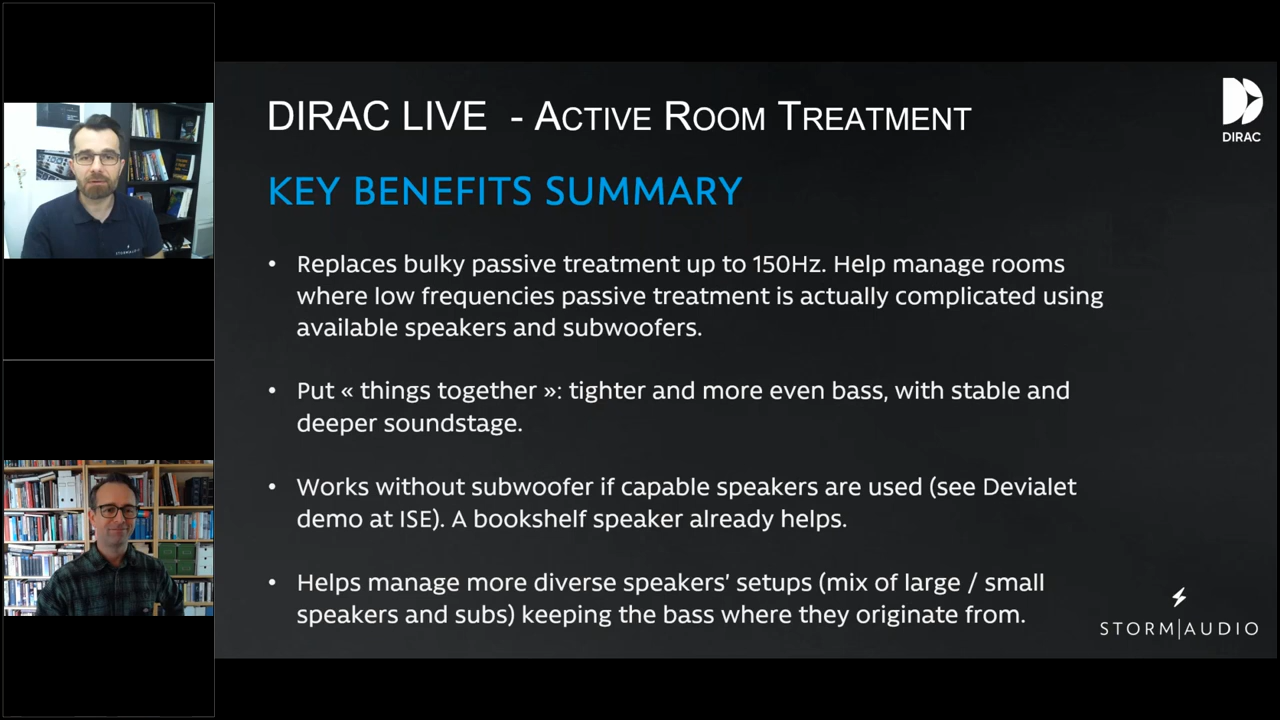 DIRAC LIVE - ACTIVE ROOM TREATMENT
DIRAC
KEY BENEFITS SUMMARY
• Replaces bulky passive treatment up to 150Hz. Help manage rooms
where low frequencies passive treatment is actually complicated using
available speakers and subwoofers.
• Put « things together »: tighter and more even bass, with stable and
deeper soundstage.
• Works without subwoofer if capable speakers are used (see Devialet
demo at ISE). A bookshelf speaker already helps.
• Helps manage more diverse speakers’ setups (mix of large / small
speakers and subs) keeping the bass where they originate from.
STORM|AUDIO